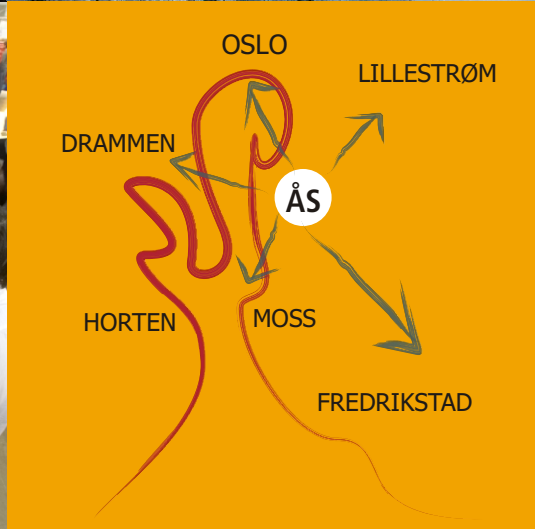 OSLO
LILLESTRØM
DRAMMEN
ÅS
HORTEN
MOSS
FREDRIKSTAD